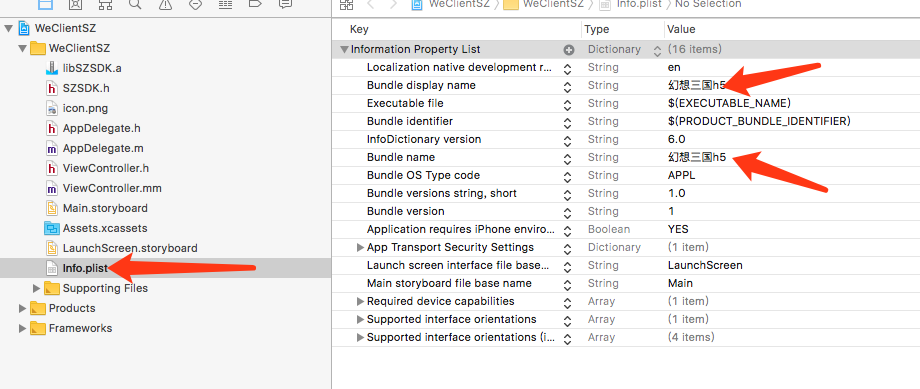 WeClientSZ
WeClientSZ
libSZSDK.a
SZSDK.h
icon.png
AppDelegate.h
AppDelegate.m
ViewController.h
ViewController.mm
Main.storyboard
Assets.xcassets
LaunchScreen.storyboard
Info.plist
Supporting Files
Products
Frameworks
WeClientSZ WeClientSZ Info.plist No Selection
Key Type Value
Information Property List Dictionary (16 items)
Localization native development r... String en
Bundle display name String 幻想三国h5
Executable file String $(EXECUTABLE_NAME)
Bundle identifier String $(PRODUCT_BUNDLE_IDENTIFIER)
InfoDictionary version String 6.0
Bundle name String 幻想三国h5
Bundle OS Type code String APPL
Bundle versions string, short String 1.0
Bundle version String 1
Application requires iPhone enviro... Boolean YES
App Transport Security Settings Dictionary (1 item)
Launch screen interface file base... String LaunchScreen
Main storyboard file base name String Main
Required device capabilities Array (1 item)
Supported interface orientations Array (1 item)
Supported interface orientations (i... Array (4 items)